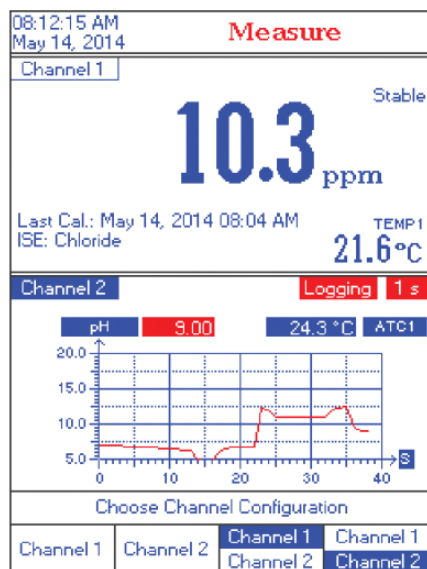 08:12:15 AM
May 14, 2014
Measure
Channel 1
Stable
10.3 ppm
Last Cal.: May 14, 2014 08:04 AM
ISE: Chloride
TEMP1
21.6°C
Channel 2
Logging 1 s
pH 9.00 24.3 °C ATC1
20.0
15.0
10.0
5.0
0 10 20 30 40 S
Choose Channel Configuration
Channel 1 Channel 2 Channel 1 Channel 1
Channel 2 Channel 2